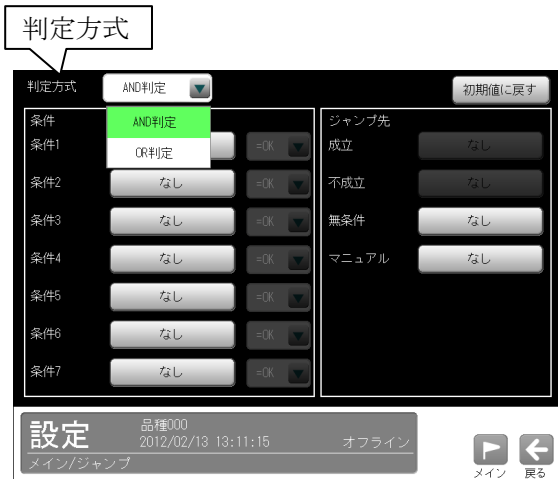 判定方式
判定方式 AND判定 初期値に戻す
AND判定
OR判定
条件
条件1 =OK
条件2 なし =OK
条件3 なし =OK
条件4 なし =OK
条件5 なし =OK
条件6 なし =OK
条件7 なし =OK
ジャンプ先
成立 なし
不成立 なし
無条件 なし
マニュアル なし
設定 品種000
2012/02/13 13:11:15 オフライン
メイン/ジャンプ
メイン 戻る